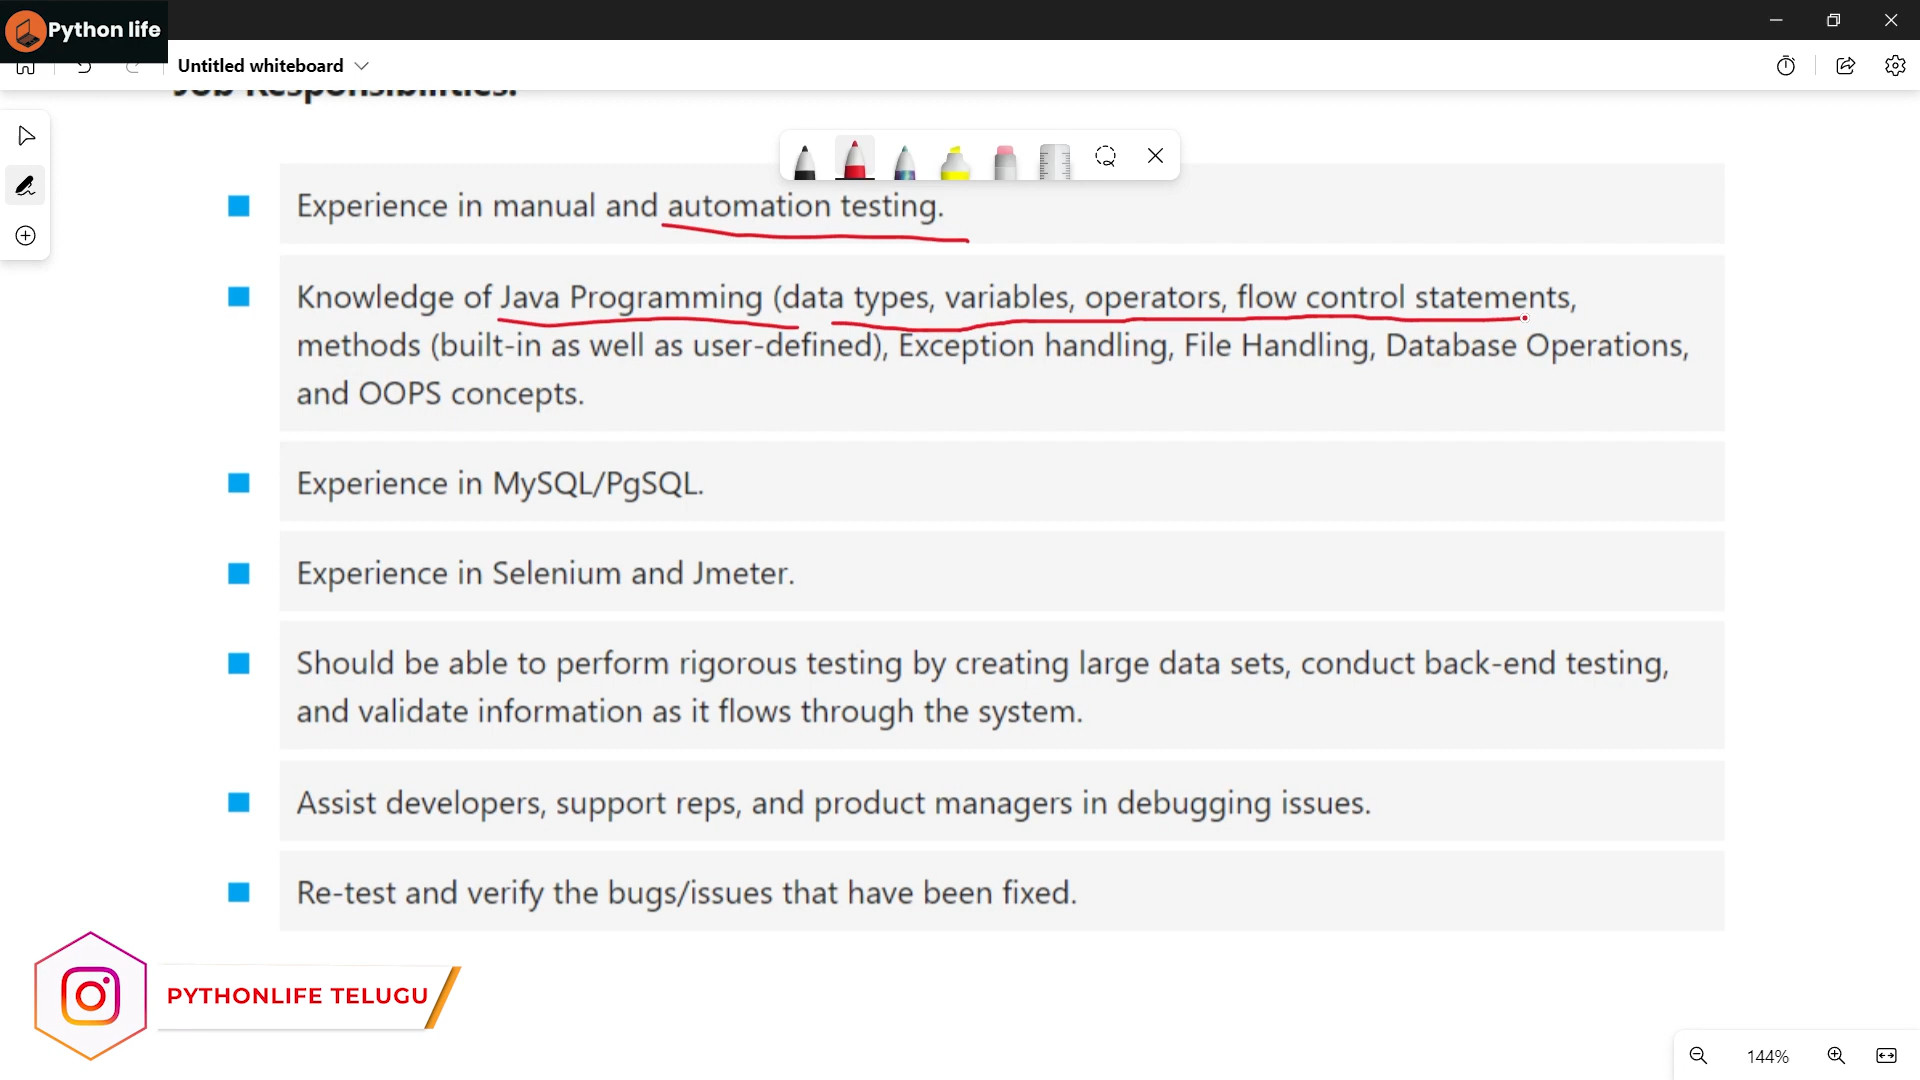 Python life
Untitled whiteboard
Job Responsibilities:
Experience in manual and automation testing.
Knowledge of Java Programming (data types, variables, operators, flow control statements,
methods (built-in as well as user-defined), Exception handling, File Handling, Database Operations,
and OOPS concepts.
Experience in MySQL/PgSQL.
Experience in Selenium and Jmeter.
Should be able to perform rigorous testing by creating large data sets, conduct back-end testing,
and validate information as it flows through the system.
Assist developers, support reps, and product managers in debugging issues.
Re-test and verify the bugs/issues that have been fixed.
PYTHONLIFE TELUGU
144%